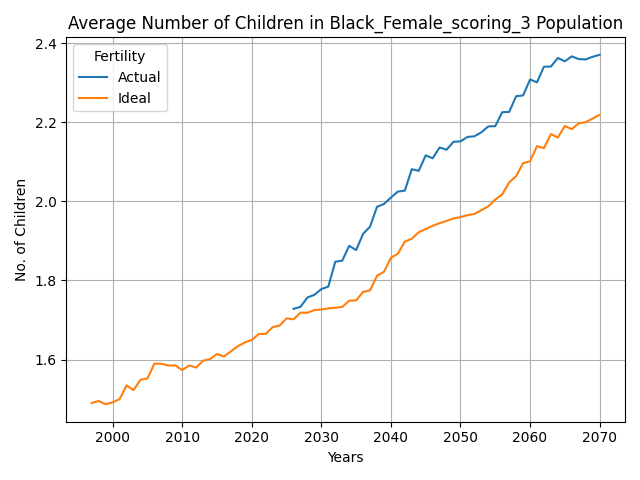 Average Number of Children in Black_Female_scoring_3 Population
Fertility
Actual
Ideal
No. of Children
2.4
2.2
2.0
1.8
1.6
2000 2010 2020 2030 2040 2050 2060 2070
Years